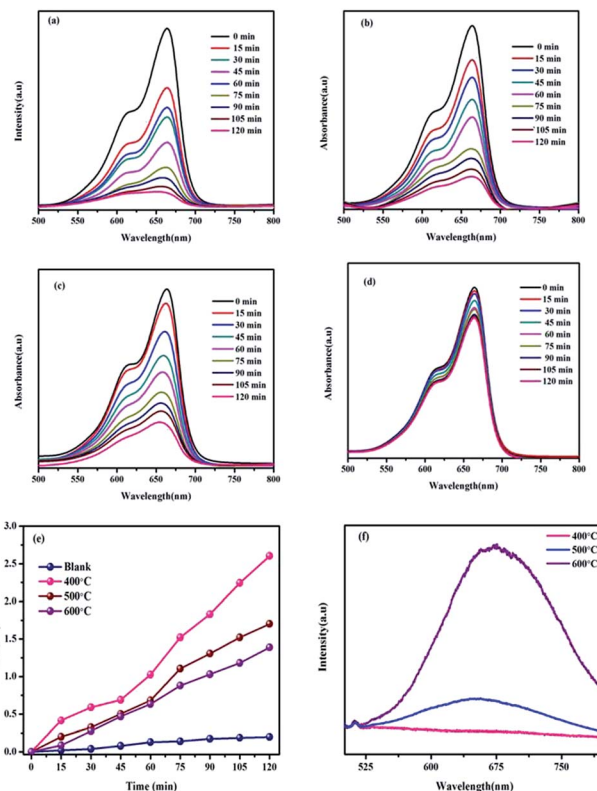 (a)
0 min
15 min
30 min
45 min
60 min
75 min
90 min
105 min
120 min
Intensity(a.u)
500 550 600 650 700 750 800
Wavelength(nm)
(b)
0 min
15 min
30 min
45 min
60 min
75 min
90 min
105 min
120 min
Absorbance(a.u)
500 550 600 650 700 750 800
Wavelength(nm)
(c)
0 min
15 min
30 min
45 min
60 min
75 min
90 min
105 min
120 min
Absorbance(a.u)
500 550 600 650 700 750 800
Wavelength(nm)
(d)
0 min
15 min
30 min
45 min
60 min
75 min
90 min
105 min
120 min
Absorbance(a.u)
500 550 600 650 700 750 800
Wavelength(nm)
(e)
Blank
400°C
500°C
600°C
3.0
2.5
2.0
1.5
1.0
0.5
0.0
0 15 30 45 60 75 90 105 120
Time (min)
(f)
400°C
500°C
600°C
Intensity(a.u)
525 600 675 750
Wavelength(nm)